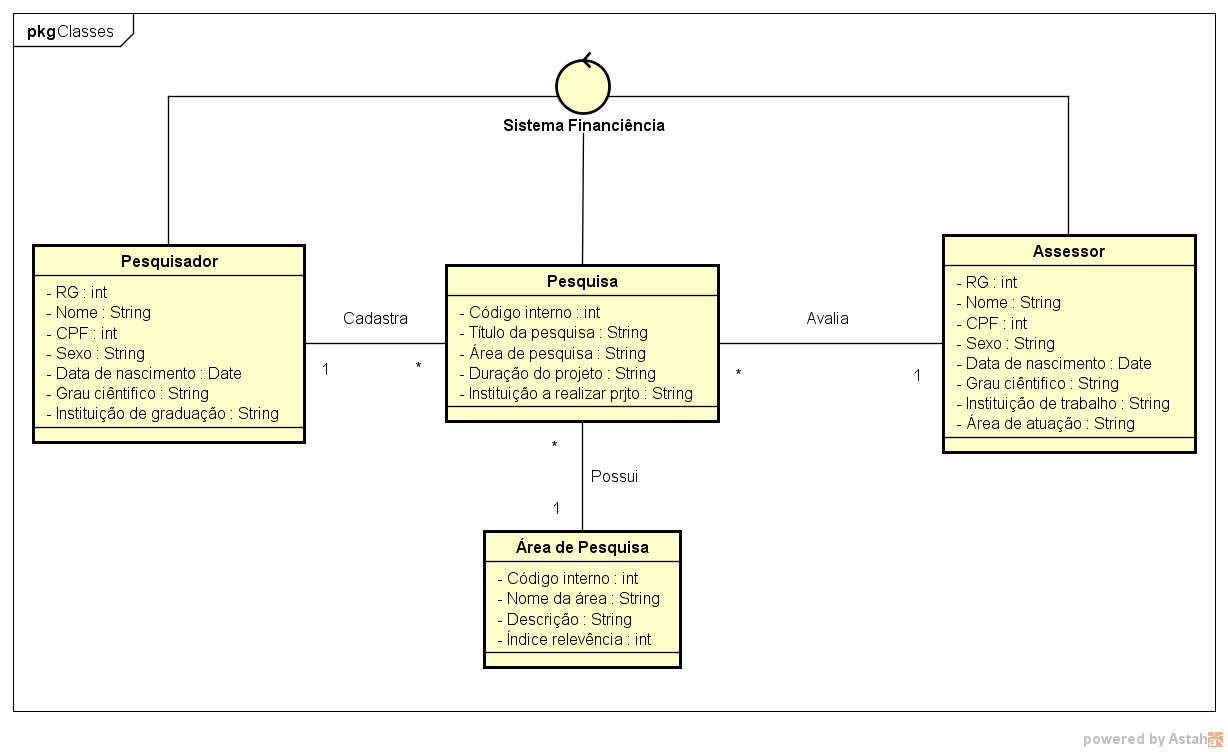 pkgClasses
Sistema Financiência
Pesquisador
- RG : int
- Nome : String
- CPF : int
- Sexo : String
- Data de nascimento : Date
- Grau ciêntifico : String
- Instituição de graduação : String
Cadastra
1
*
Pesquisa
- Código interno : int
- Título da pesquisa : String
- Área de pesquisa : String
- Duração do projeto : String
- Instituição a realizar prjto : String
Avalia
*
1
Assessor
- RG : int
- Nome : String
- CPF : int
- Sexo : String
- Data de nascimento : Date
- Grau ciêntifico : String
- Instituição de trabalho : String
- Área de atuação : String
*
Possui
1
Área de Pesquisa
- Código interno : int
- Nome da área : String
- Descrição : String
- Índice relevência : int
powered by Astah